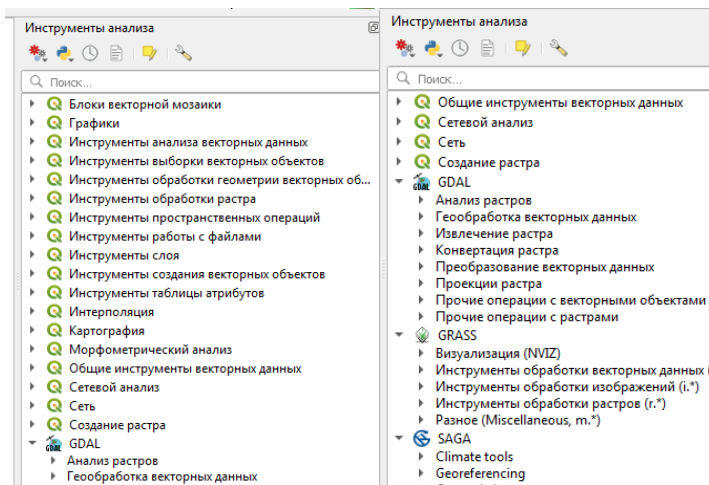 Инструменты анализа
Поиск...
Блоки векторной мозаики
Графики
Инструменты анализа векторных данных
Инструменты выборки векторных объектов
Инструменты обработки геометрии векторных об...
Инструменты обработки растра
Инструменты пространственных операций
Инструменты работы с файлами
Инструменты слоя
Инструменты создания векторных объектов
Инструменты таблицы атрибутов
Интерполяция
Картография
Морфометрический анализ
Общие инструменты векторных данных
Сетевой анализ
Сеть
Создание растра
GDAL
Анализ растров
Геообработка векторных данных
Инструменты анализа
Поиск...
Общие инструменты векторных данных
Сетевой анализ
Сеть
Создание растра
GDAL
Анализ растров
Геообработка векторных данных
Извлечение растра
Конвертация растра
Преобразование векторных данных
Проекции растра
Прочие операции с векторными объектами
Прочие операции с растрами
GRASS
Визуализация (NVIZ)
Инструменты обработки векторных данных (
Инструменты обработки изображений (i.*)
Инструменты обработки растров (r.*)
Разное (Miscellaneous, m.*)
SAGA
Climate tools
Georeferencing